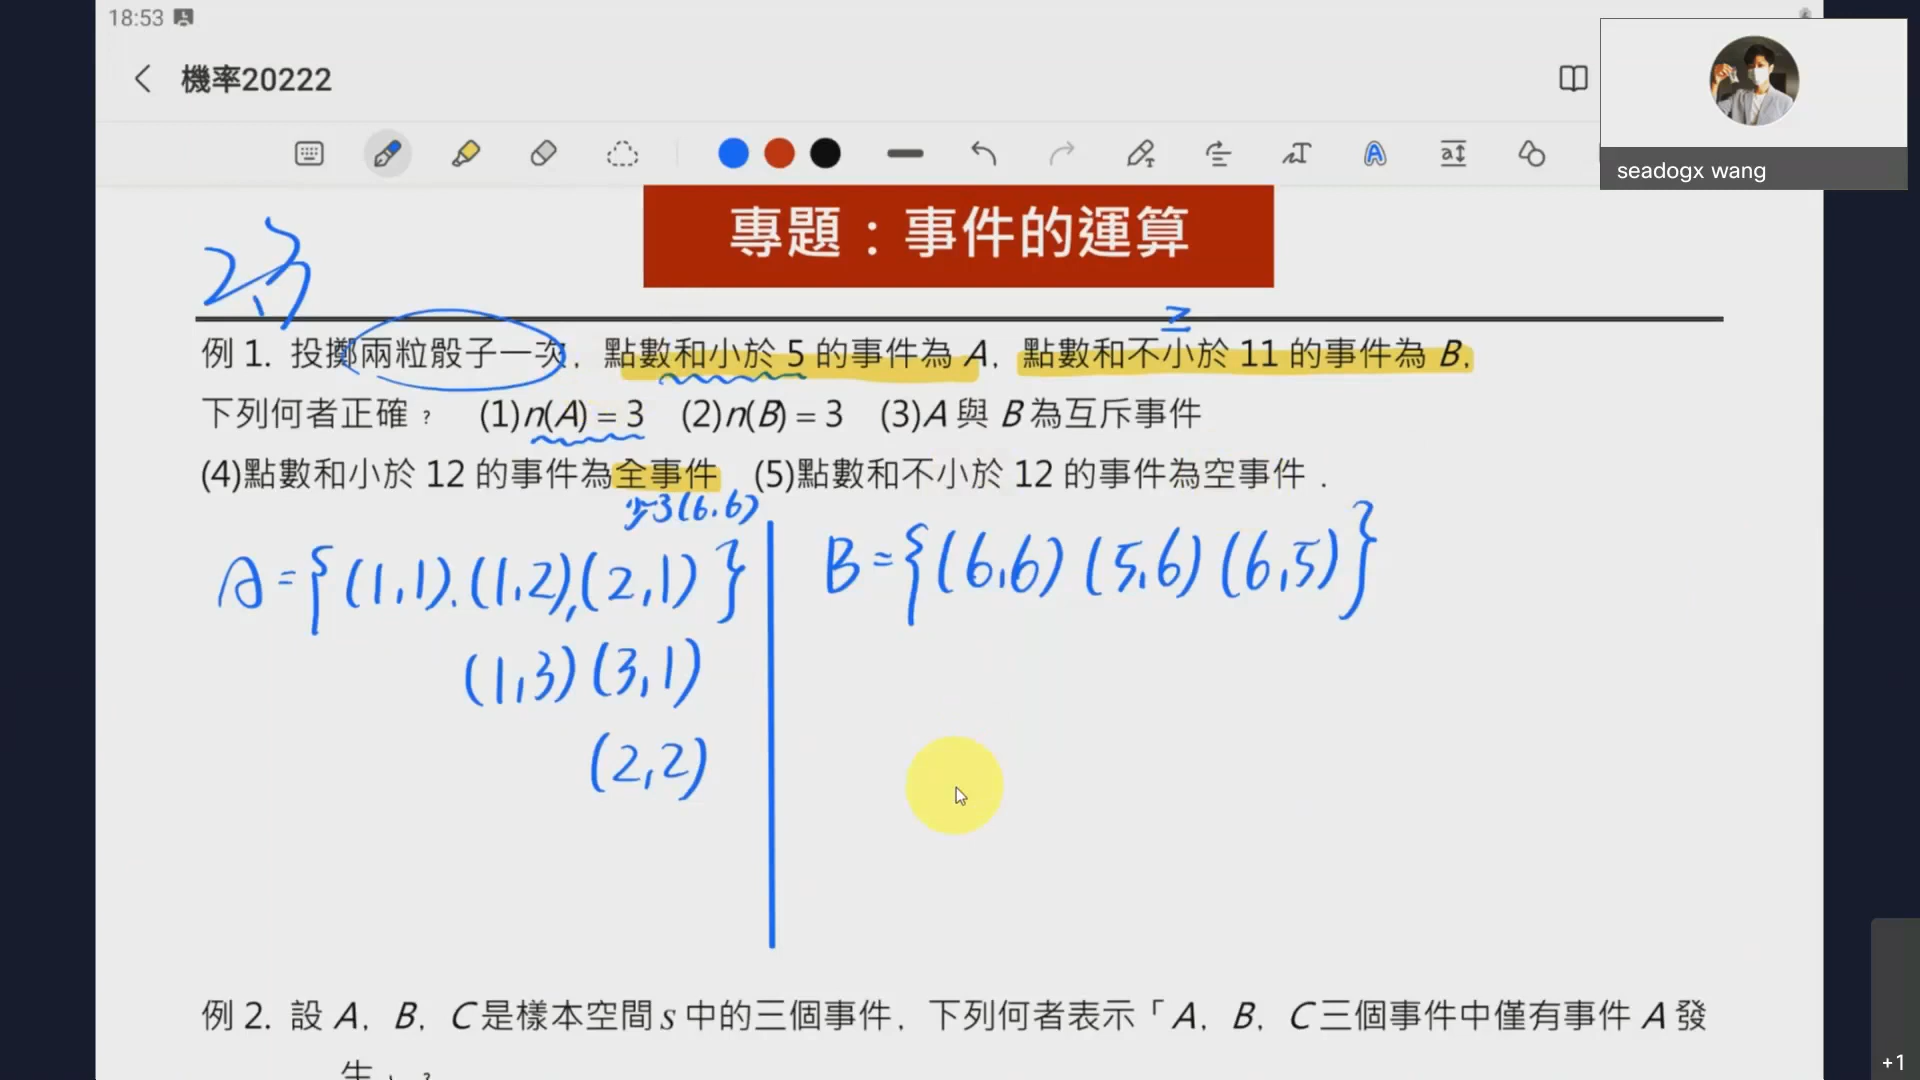 18:53
機率20222
seadogx wang
專題：事件的運算
2,3
≥
例 1. 投擲兩粒骰子一次，點數和小於 5 的事件為 A，點數和不小於 11 的事件為 B，
下列何者正確？ (1)n(A) = 3 (2)n(B) = 3 (3)A 與 B 為互斥事件
(4)點數和小於 12 的事件為全事件 (5)點數和不小於 12 的事件為空事件．
少3(6.6)
A={(1,1).(1,2),(2,1)}
(1,3)(3,1)
(2,2)
B={(6,6)(5,6)(6,5)}
例 2. 設 A，B，C 是樣本空間 s 中的三個事件，下列何者表示「A，B，C 三個事件中僅有事件 A 發
生」？
+1